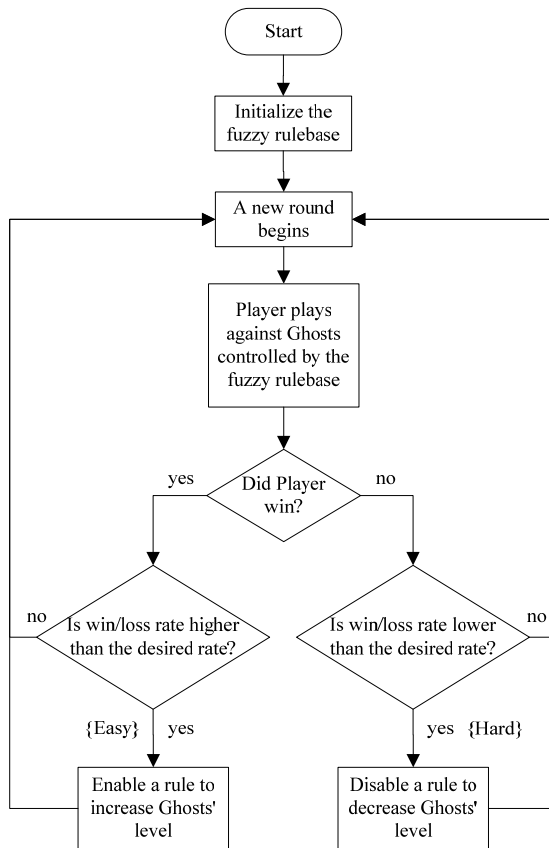 Start
Initialize the
fuzzy rulebase
A new round
begins
Player plays
against Ghosts
controlled by the
fuzzy rulebase
yes
Did Player
win?
no
no
Is win/loss rate higher
than the desired rate?
Is win/loss rate lower
than the desired rate?
no
{Easy} yes
yes {Hard}
Enable a rule to
increase Ghosts'
level
Disable a rule to
decrease Ghosts'
level